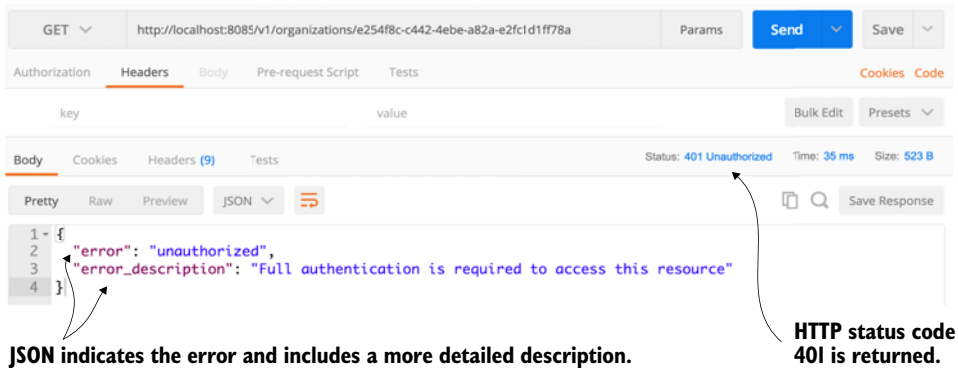 GET http://localhost:8085/v1/organizations/e254f8c-c442-4ebe-a82a-e2fc1d1ff78a Params Send Save
Authorization Headers Body Pre-request Script Tests Cookies Code
key value Bulk Edit Presets
Body Cookies Headers (9) Tests Status: 401 Unauthorized Time: 35 ms Size: 523 B
Pretty Raw Preview JSON Save Response
1 {
2 "error": "unauthorized",
3 "error_description": "Full authentication is required to access this resource"
4 }
JSON indicates the error and includes a more detailed description.
HTTP status code
401 is returned.